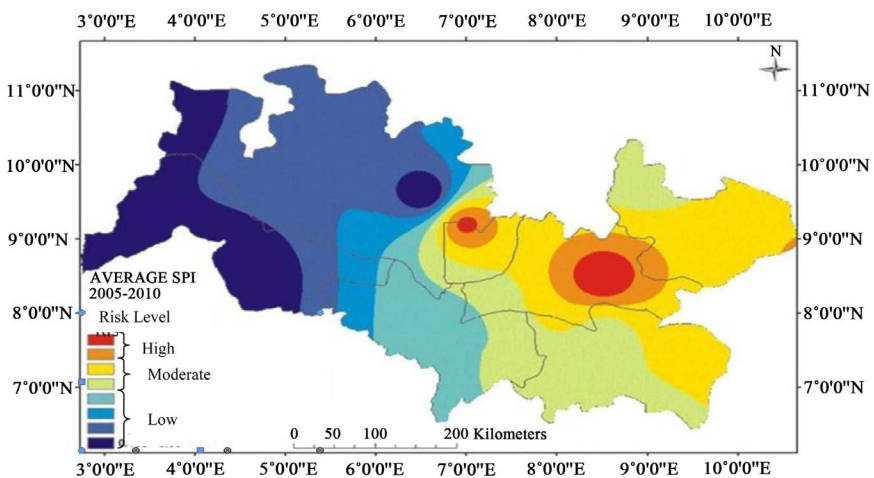 3°0'0"E 4°0'0"E 5°0'0"E 6°0'0"E 7°0'0"E 8°0'0"E 9°0'0"E 10°0'0"E
N
11°0'0"N 11°0'0"N
10°0'0"N 10°0'0"N
9°0'0"N 9°0'0"N
AVERAGE SPI
2005-2010
8°0'0"N 8°0'0"N
Risk Level
High
Moderate
7°0'0"N 7°0'0"N
Low
0 50 100 200 Kilometers
3°0'0"E 4°0'0"E 5°0'0"E 6°0'0"E 7°0'0"E 8°0'0"E 9°0'0"E 10°0'0"E